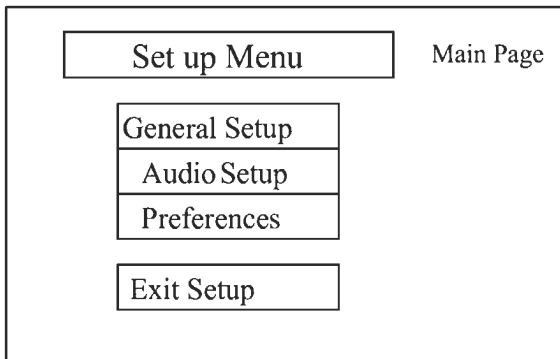 Set up Menu Main Page
General Setup
Audio Setup
Preferences
Exit Setup